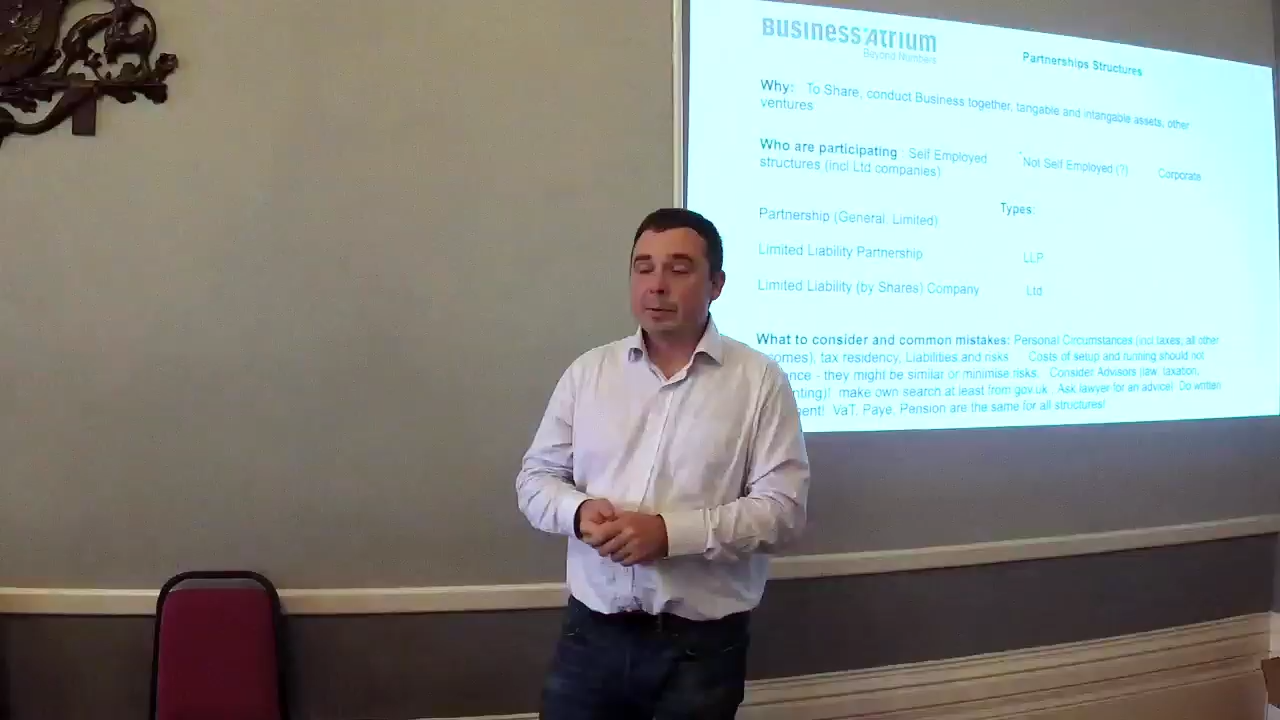 BUSINESS ATRIUM
Beyond Numbers
Partnerships Structures
Why: To Share, conduct Business together, tangable and intangable assets, other
ventures
Who are participating : Self Employed Not Self Employed (?) Corporate
structures (incl Ltd companies)
Types:
Partnership (General, Limited)
Limited Liability Partnership LLP
Limited Liability (by Shares) Company Ltd
What to consider and common mistakes: Personal Circumstances (incl taxes, all other
omes), tax residency, Liabilities and risks Costs of setup and running should not
ance - they might be similar or minimise risks. Consider Advisors (law, taxation,
nting)! make own search at least from gov.uk . Ask lawyer for an advice! Do written
ent! VaT, Paye, Pension are the same for all structures!